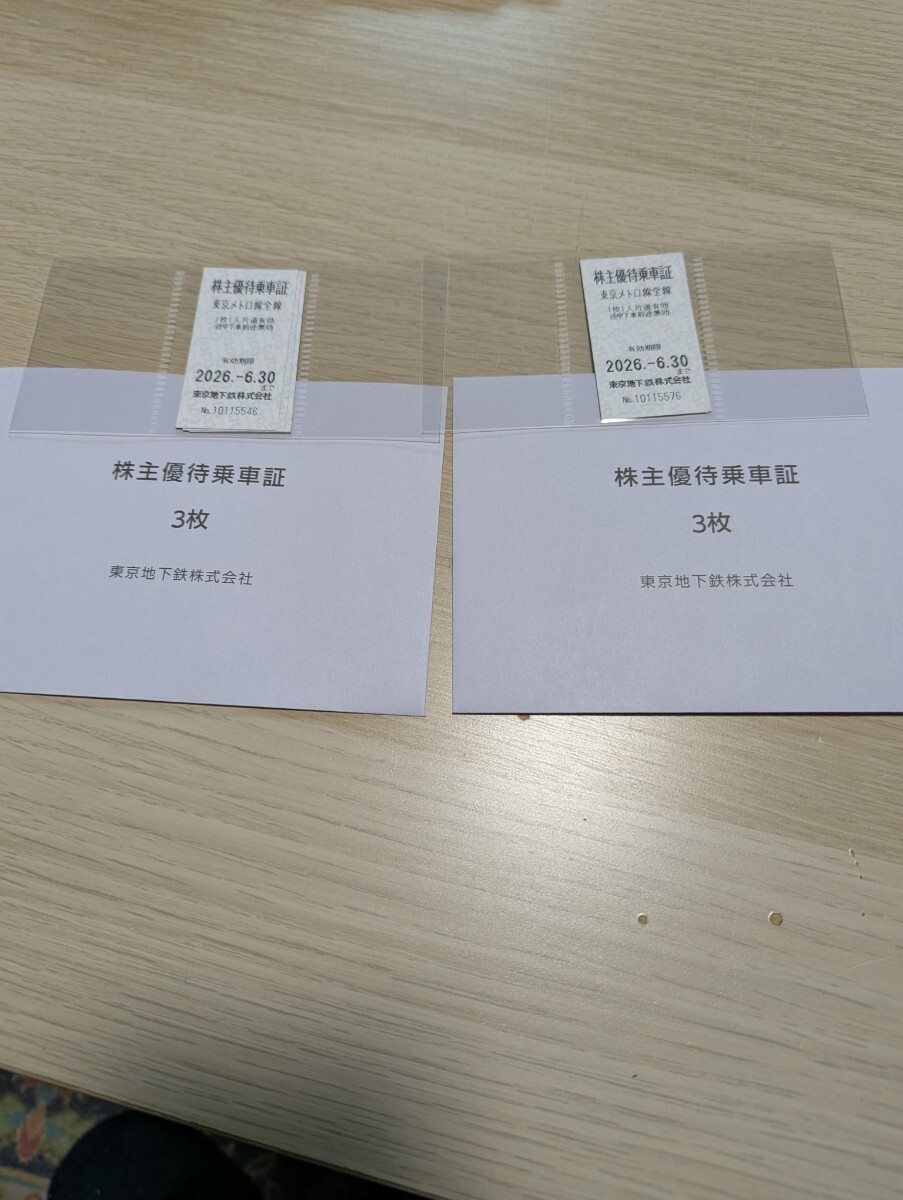 株主優待乗車証
東京メトロ線全線
1枚1人片道有効
途中下車前途無効
有効期限
2026.-6.30
まで
東京地下鉄株式会社
No.10115546
株主優待乗車証
3枚
東京地下鉄株式会社
株主優待乗車証
東京メトロ線全線
1枚1人片道有効
途中下車前途無効
有効期限
2026.-6.30
まで
東京地下鉄株式会社
No.10115576
株主優待乗車証
3枚
東京地下鉄株式会社